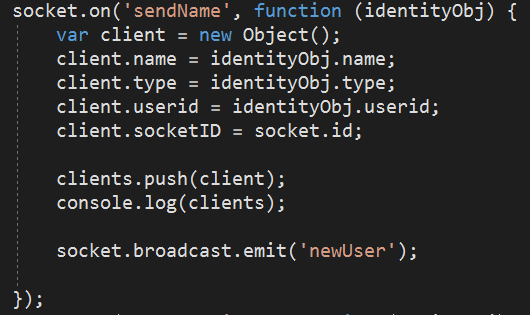 socket.on('sendName', function (identityObj) {
    var client = new Object();
    client.name = identityObj.name;
    client.type = identityObj.type;
    client.userid = identityObj.userid;
    client.socketID = socket.id;

    clients.push(client);
    console.log(clients);

    socket.broadcast.emit('newUser');

});